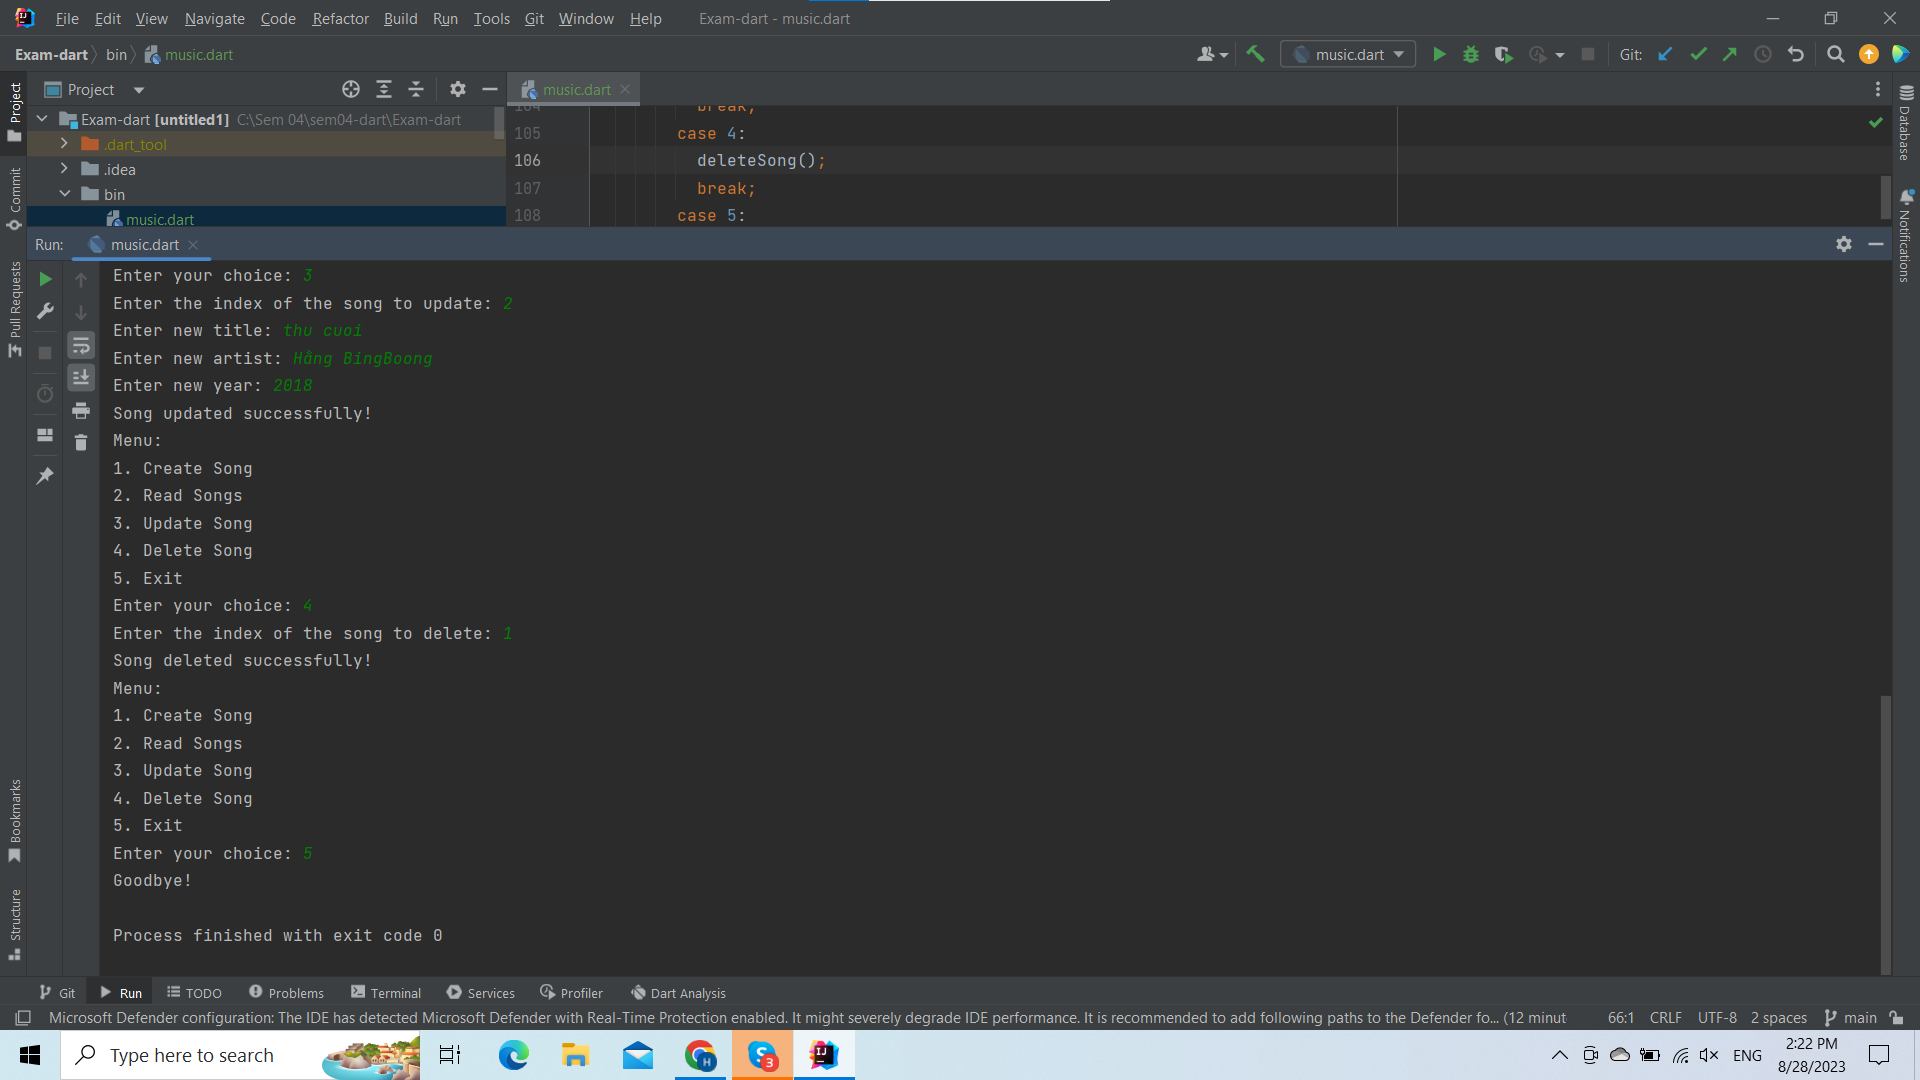 File Edit View Navigate Code Refactor Build Run Tools Git Window Help Exam-dart - music.dart
Exam-dart bin music.dart
music.dart Git:
Project
music.dart
Exam-dart [untitled1] C:\Sem 04\sem04-dart\Exam-dart
.dart_tool
.idea
bin
music.dart
104 break;
105 case 4:
106 deleteSong();
107 break;
108 case 5:
Project
Commit
Pull Requests
Bookmarks
Structure
Database
Notifications
Run: music.dart
Enter your choice: 3
Enter the index of the song to update: 2
Enter new title: thu cuoi
Enter new artist: Hằng BingBoong
Enter new year: 2018
Song updated successfully!
Menu:
1. Create Song
2. Read Songs
3. Update Song
4. Delete Song
5. Exit
Enter your choice: 4
Enter the index of the song to delete: 1
Song deleted successfully!
Menu:
1. Create Song
2. Read Songs
3. Update Song
4. Delete Song
5. Exit
Enter your choice: 5
Goodbye!
Process finished with exit code 0
Git Run TODO Problems Terminal Services Profiler Dart Analysis
Microsoft Defender configuration: The IDE has detected Microsoft Defender with Real-Time Protection enabled. It might severely degrade IDE performance. It is recommended to add following paths to the Defender fo... (12 minut 66:1 CRLF UTF-8 2 spaces main
Type here to search
H
3
ENG
2:22 PM
8/28/2023